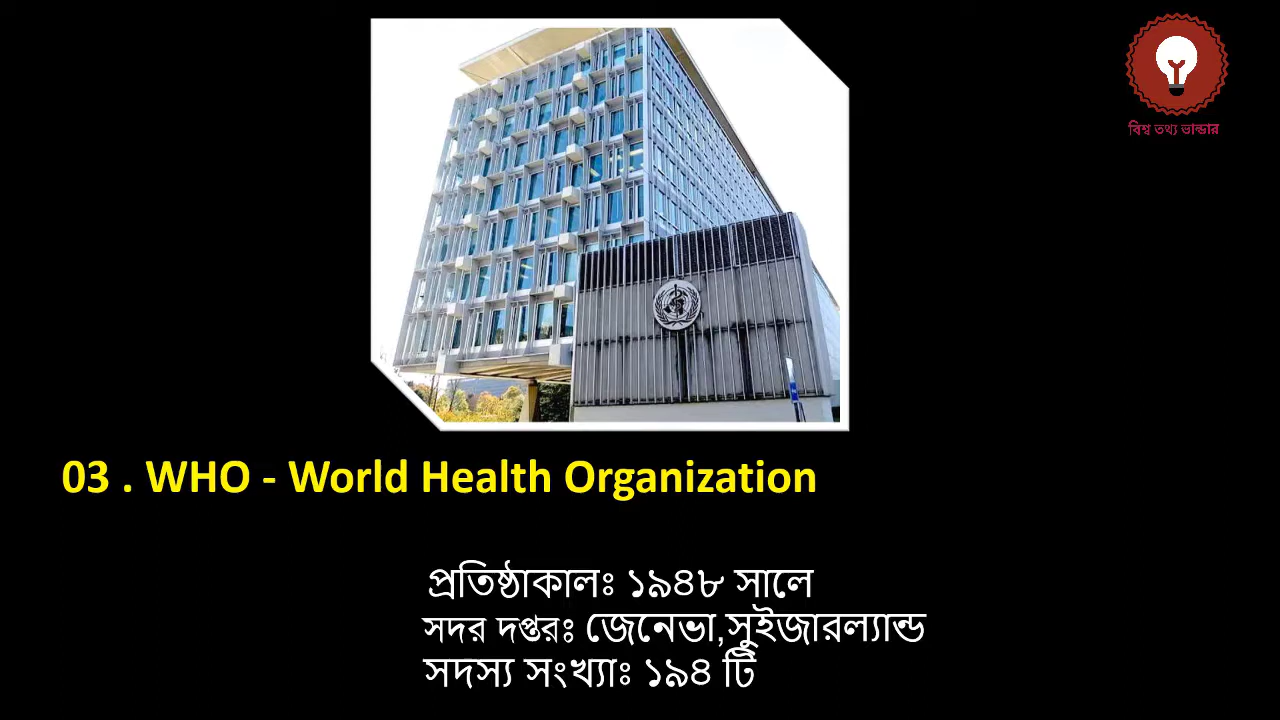 বিশ্ব তথ্য ভান্ডার
03 . WHO - World Health Organization
প্রতিষ্ঠাকালঃ ১৯৪৮ সালে
সদর দপ্তরঃ জেনেভা,সুইজারল্যান্ড
সদস্য সংখ্যাঃ ১৯৪ টি